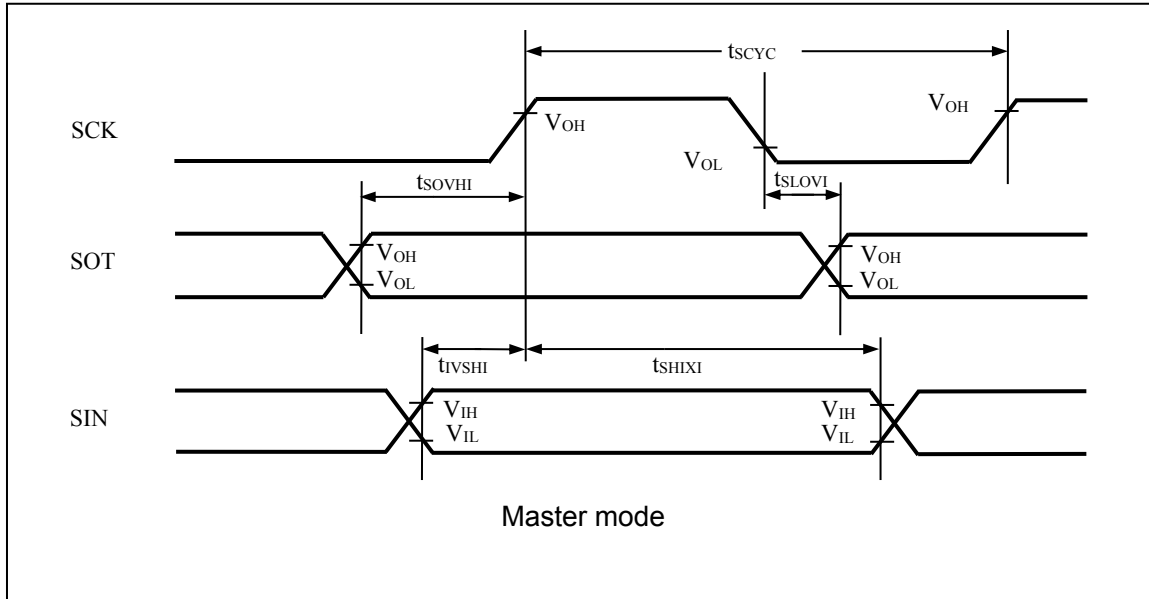 tSCYC
SCK
VOH
VOH
VOL
tSOVHI
tSLOVI
SOT
VOH
VOH
VOL
VOL
tIVSHI
tSHIXI
SIN
VIH
VIH
VIL
VIL
Master mode